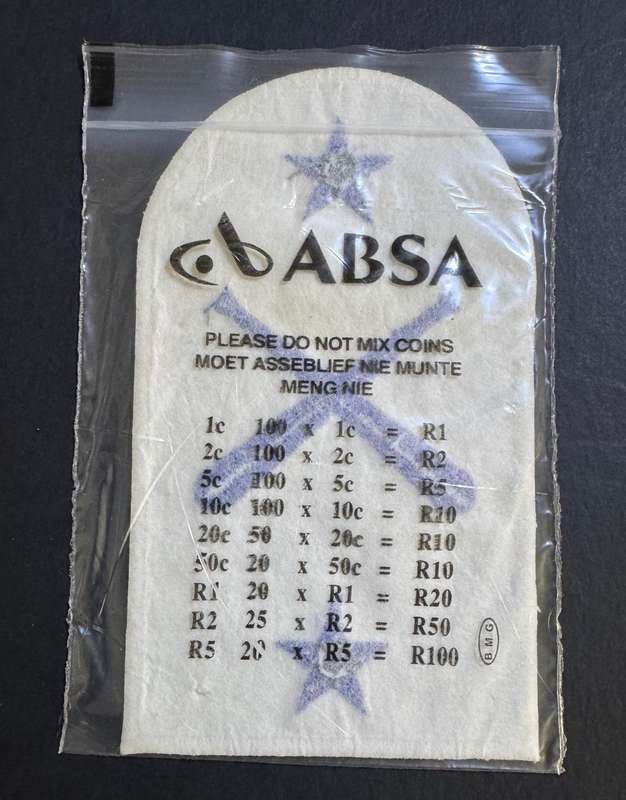 ABSA
PLEASE DO NOT MIX COINS
MOET ASSEBLIEF NIE MUNTE
MENG NIE
1c 100 x 1c = R1
2c 100 x 2c = R2
5c 100 x 5c = R5
10c 100 x 10c = R10
20c 50 x 20c = R10
50c 20 x 50c = R10
R1 20 x R1 = R20
R2 25 x R2 = R50
R5 20 x R5 = R100
B M G